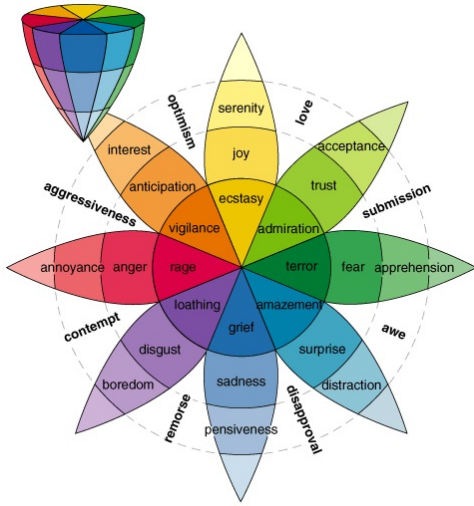 serenity
joy
ecstasy
love
acceptance
trust
admiration
submission
terror
fear
apprehension
awe
amazement
surprise
distraction
disapproval
grief
sadness
pensiveness
remorse
loathing
disgust
boredom
contempt
rage
anger
annoyance
aggressiveness
vigilance
anticipation
interest
optimism